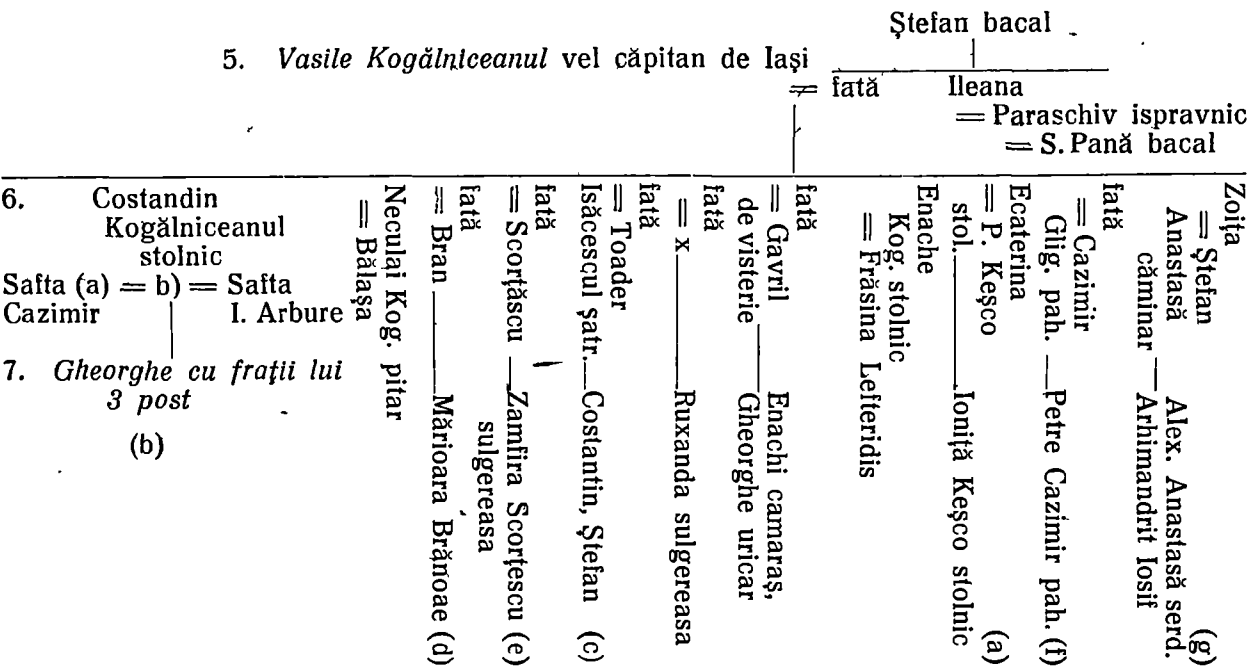 Ștefan bacal
5. Vasile Kogălniceanul vel căpitan de Iași
= fată Ileana
= Paraschiv ispravnic
= S. Pană bacal
6. Costandin
Kogălniceanul
stolnic
Safta (a) = b) = Safta
Cazimir I. Arbure
7. Gheorghe cu frații lui
3 post
(b)
Neculai Kog. pitar
= Bălașa
fată
= Bran — Mărioara Brănoae (d)
fată
= Scorțăscu — Zamfira Scorțescu (e)
sulgereasa
fată
= Toader
Isăcescul șatr. — Costantin, Ștefan (c)
fată
= x — Ruxanda sulgereasa
fată
= Gavril
de visterie — Enachi camaraș,
Gheorghe uricar
Enache
Kog. stolnic
= Frăsina Lefteridis
Ecaterina
= P. Keșco
stol. — Ioniță Keșco stolnic
(a)
fată
= Cazimir
Glig. pah. — Petre Cazimir pah. (f)
Zoița
= Ștefan
Anastasă
căminar — Alex. Anastasă serd.
Arhimandrit Iosif
(g)